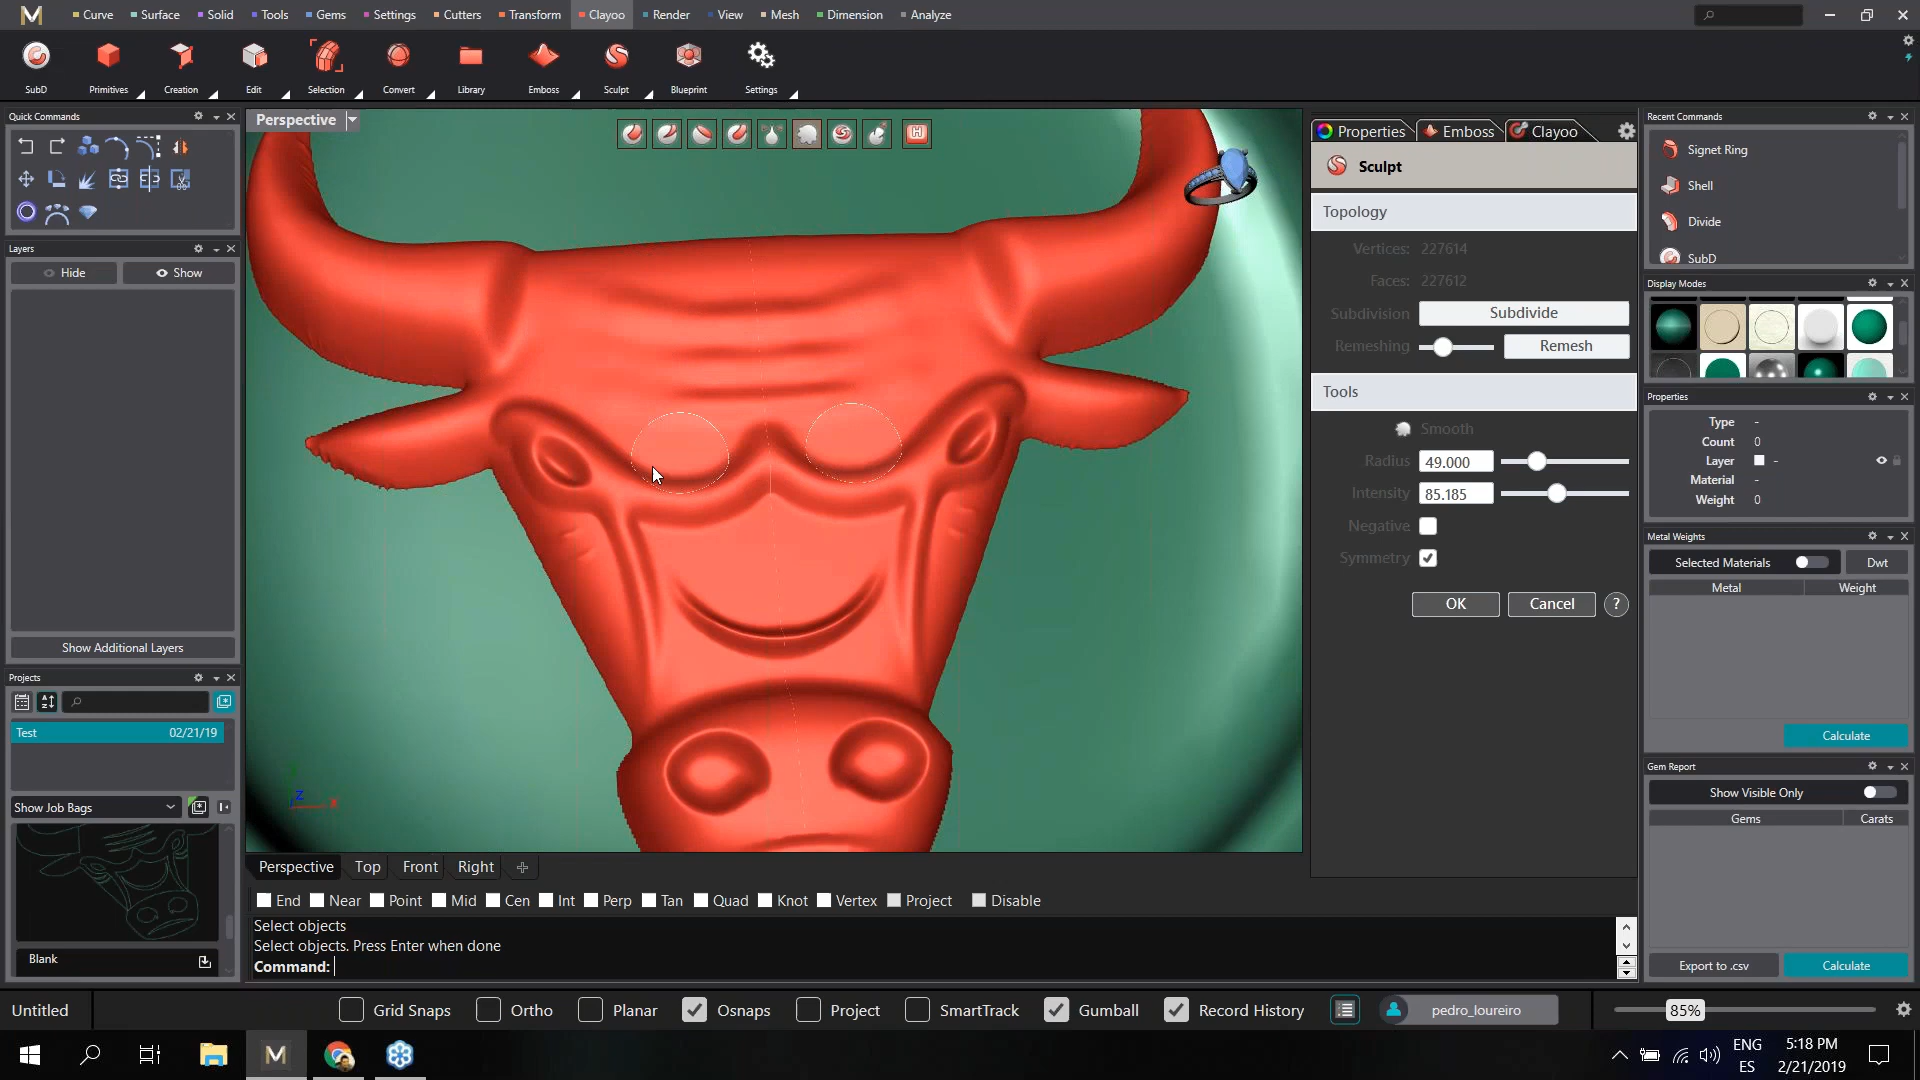 M Curve Surface Solid Tools Gems Settings Cutters Transform Clayoo Render View Mesh Dimension Analyze
SubD Primitives Creation Edit Selection Convert Library Emboss Sculpt Blueprint Settings
Quick Commands
Layers
Hide Show
Show Additional Layers
Projects
Test 02/21/19
Show Job Bags
Blank
Perspective
H
Z
X
Properties Emboss Clayoo
Sculpt
Topology
Vertices: 227614
Faces: 227612
Subdivision Subdivide
Remeshing Remesh
Tools
Smooth
Radius 49.000
Intensity 85.185
Negative
Symmetry
OK Cancel ?
Recent Commands
Signet Ring
Shell
Divide
SubD
Display Modes
Properties
Type -
Count 0
Layer -
Material -
Weight 0
Metal Weights
Selected Materials Dwt
Metal Weight
Calculate
Gem Report
Show Visible Only
Gems Carats
Export to .csv Calculate
Perspective Top Front Right
End Near Point Mid Cen Int Perp Tan Quad Knot Vertex Project Disable
Select objects
Select objects. Press Enter when done
Command:
Untitled Grid Snaps Ortho Planar Osnaps Project SmartTrack Gumball Record History pedro_loureiro 85%
M
ENG
ES
5:18 PM
2/21/2019